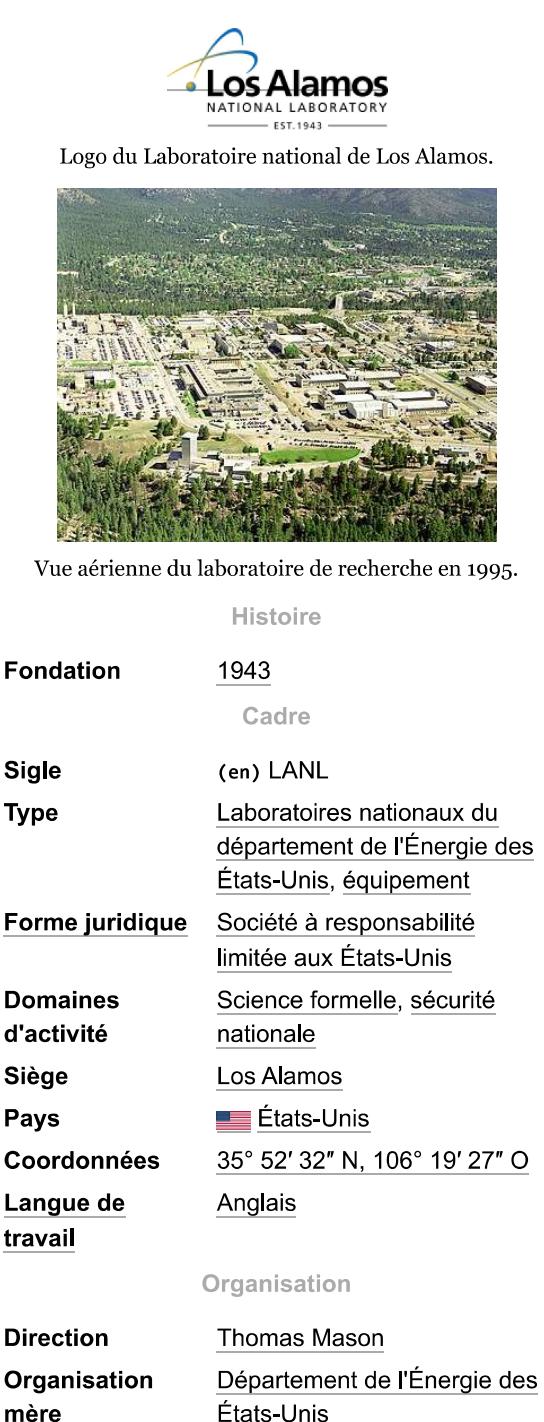 Los Alamos
NATIONAL LABORATORY
EST.1943
Logo du Laboratoire national de Los Alamos.
Vue aérienne du laboratoire de recherche en 1995.
Histoire
Fondation 1943
Cadre
Sigle (en) LANL
Type Laboratoires nationaux du
département de l'Énergie des
États-Unis, équipement
Forme juridique Société à responsabilité
limitée aux États-Unis
Domaines Science formelle, sécurité
d'activité nationale
Siège Los Alamos
Pays États-Unis
Coordonnées 35° 52′ 32″ N, 106° 19′ 27″ O
Langue de Anglais
travail
Organisation
Direction Thomas Mason
Organisation Département de l'Énergie des
mère États-Unis